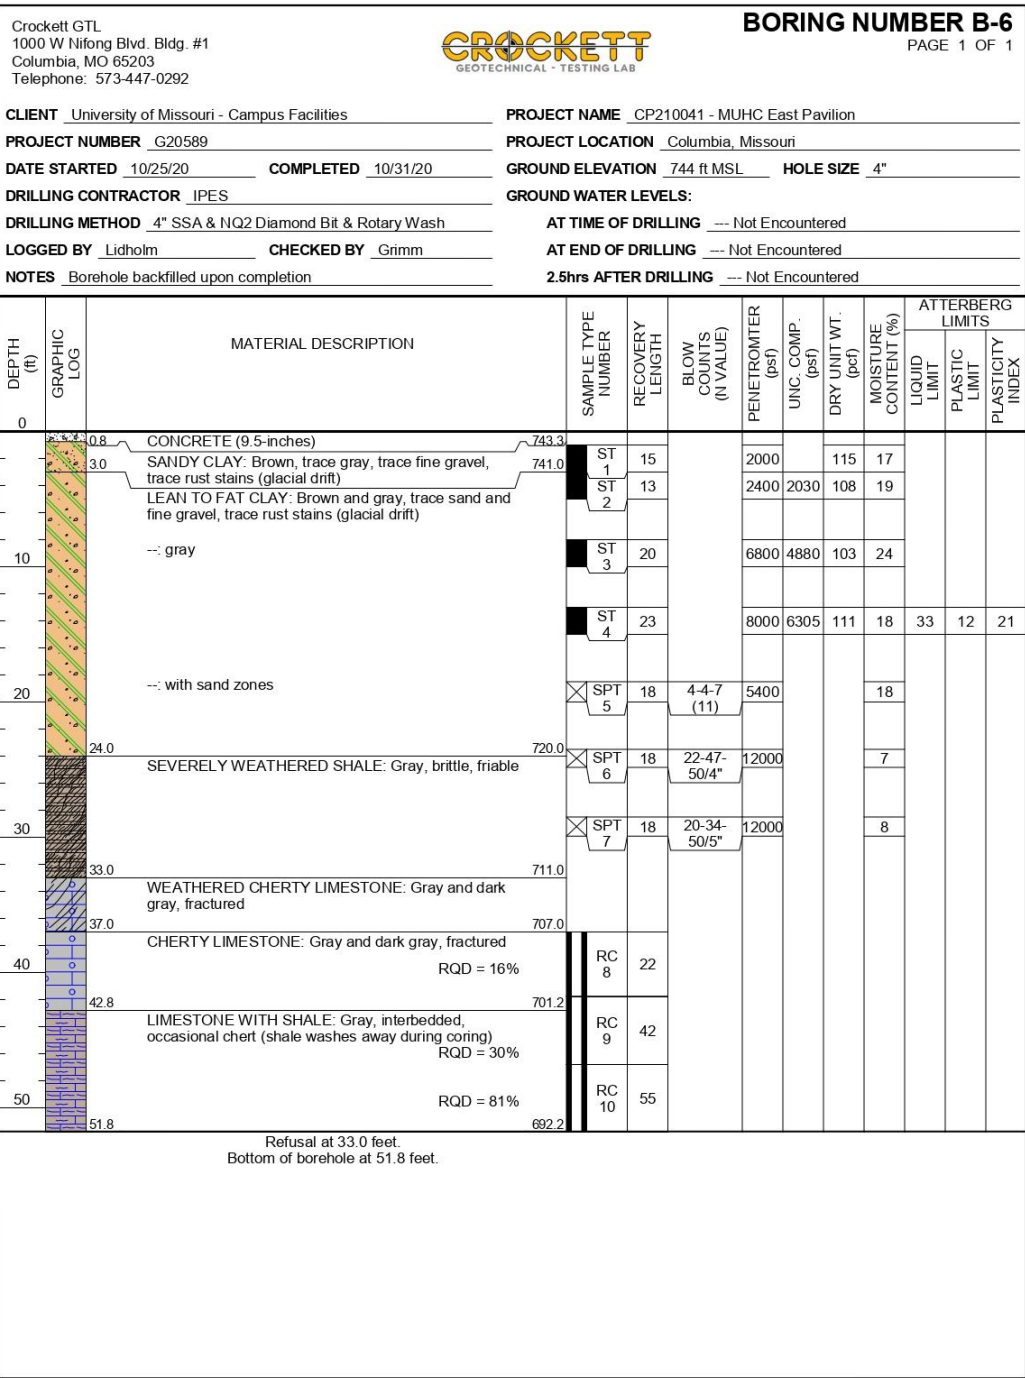 Crockett GTL
1000 W Nifong Blvd. Bldg. #1
Columbia, MO 65203
Telephone: 573-447-0292
CROCKETT
GEOTECHNICAL - TESTING LAB
BORING NUMBER B-6
PAGE 1 OF 1
CLIENT University of Missouri - Campus Facilities
PROJECT NAME CP210041 - MUHC East Pavilion
PROJECT NUMBER G20589
PROJECT LOCATION Columbia, Missouri
DATE STARTED 10/25/20 COMPLETED 10/31/20
GROUND ELEVATION 744 ft MSL HOLE SIZE 4"
DRILLING CONTRACTOR IPES
GROUND WATER LEVELS:
DRILLING METHOD 4" SSA & NQ2 Diamond Bit & Rotary Wash
AT TIME OF DRILLING --- Not Encountered
LOGGED BY Lidholm CHECKED BY Grimm
AT END OF DRILLING --- Not Encountered
NOTES Borehole backfilled upon completion
2.5hrs AFTER DRILLING --- Not Encountered
DEPTH
(ft)
GRAPHIC
LOG
MATERIAL DESCRIPTION
SAMPLE TYPE
NUMBER
RECOVERY
LENGTH
BLOW
COUNTS
(N VALUE)
PENETROMTER
(psf)
UNC. COMP.
(psf)
DRY UNIT WT.
(pcf)
MOISTURE
CONTENT (%)
ATTERBERG
LIMITS
LIQUID
LIMIT
PLASTIC
LIMIT
PLASTICITY
INDEX
0
0.8 CONCRETE (9.5-inches) 743.3
3.0 SANDY CLAY: Brown, trace gray, trace fine gravel, 741.0
trace rust stains (glacial drift)
ST
1
15 2000 115 17
LEAN TO FAT CLAY: Brown and gray, trace sand and
fine gravel, trace rust stains (glacial drift)
ST
2
13 2400 2030 108 19
--: gray
10
ST
3
20 6800 4880 103 24
ST
4
23 8000 6305 111 18 33 12 21
--: with sand zones
20
SPT
5
18 4-4-7
(11)
5400 18
24.0 720.0
SEVERELY WEATHERED SHALE: Gray, brittle, friable
SPT
6
18 22-47-
50/4"
12000 7
30
SPT
7
18 20-34-
50/5"
12000 8
33.0 711.0
WEATHERED CHERTY LIMESTONE: Gray and dark
gray, fractured
37.0 707.0
CHERTY LIMESTONE: Gray and dark gray, fractured
40
RQD = 16%
RC
8
22
42.8 701.2
LIMESTONE WITH SHALE: Gray, interbedded,
occasional chert (shale washes away during coring)
RQD = 30%
RC
9
42
50
RQD = 81%
RC
10
55
51.8 692.2
Refusal at 33.0 feet.
Bottom of borehole at 51.8 feet.